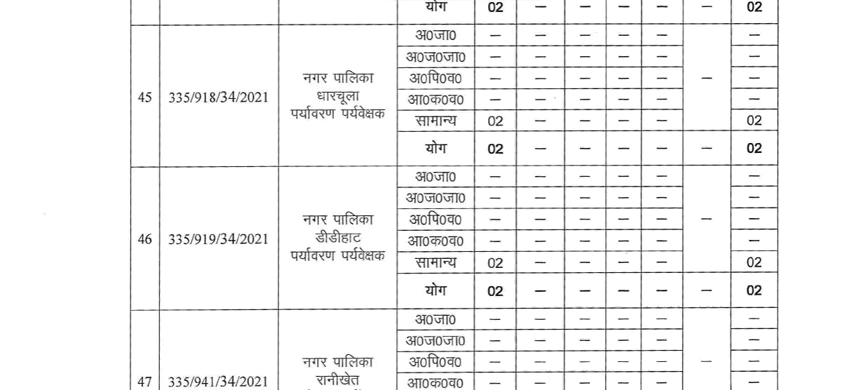 योग 02 — — — — — 02
अ0जा0 — — — — — —
अ0ज0जा0 — — — — — —
अ0पि0व0 — — — — — — —
आ0क0व0 — — — — — —
सामान्य 02 — — — — 02
योग 02 — — — — — 02
45 335/918/34/2021 नगर पालिका
धारचूला
पर्यावरण पर्यवेक्षक
अ0जा0 — — — — — —
अ0ज0जा0 — — — — — —
अ0पि0व0 — — — — — — —
आ0क0व0 — — — — — —
सामान्य 02 — — — — 02
योग 02 — — — — — 02
46 335/919/34/2021 नगर पालिका
डीडीहाट
पर्यावरण पर्यवेक्षक
अ0जा0 — — — — — —
अ0ज0जा0 — — — — — —
अ0पि0व0 — — — — — — —
आ0क0व0 — — — — — —
47 335/941/34/2021 नगर पालिका
रानीखेत